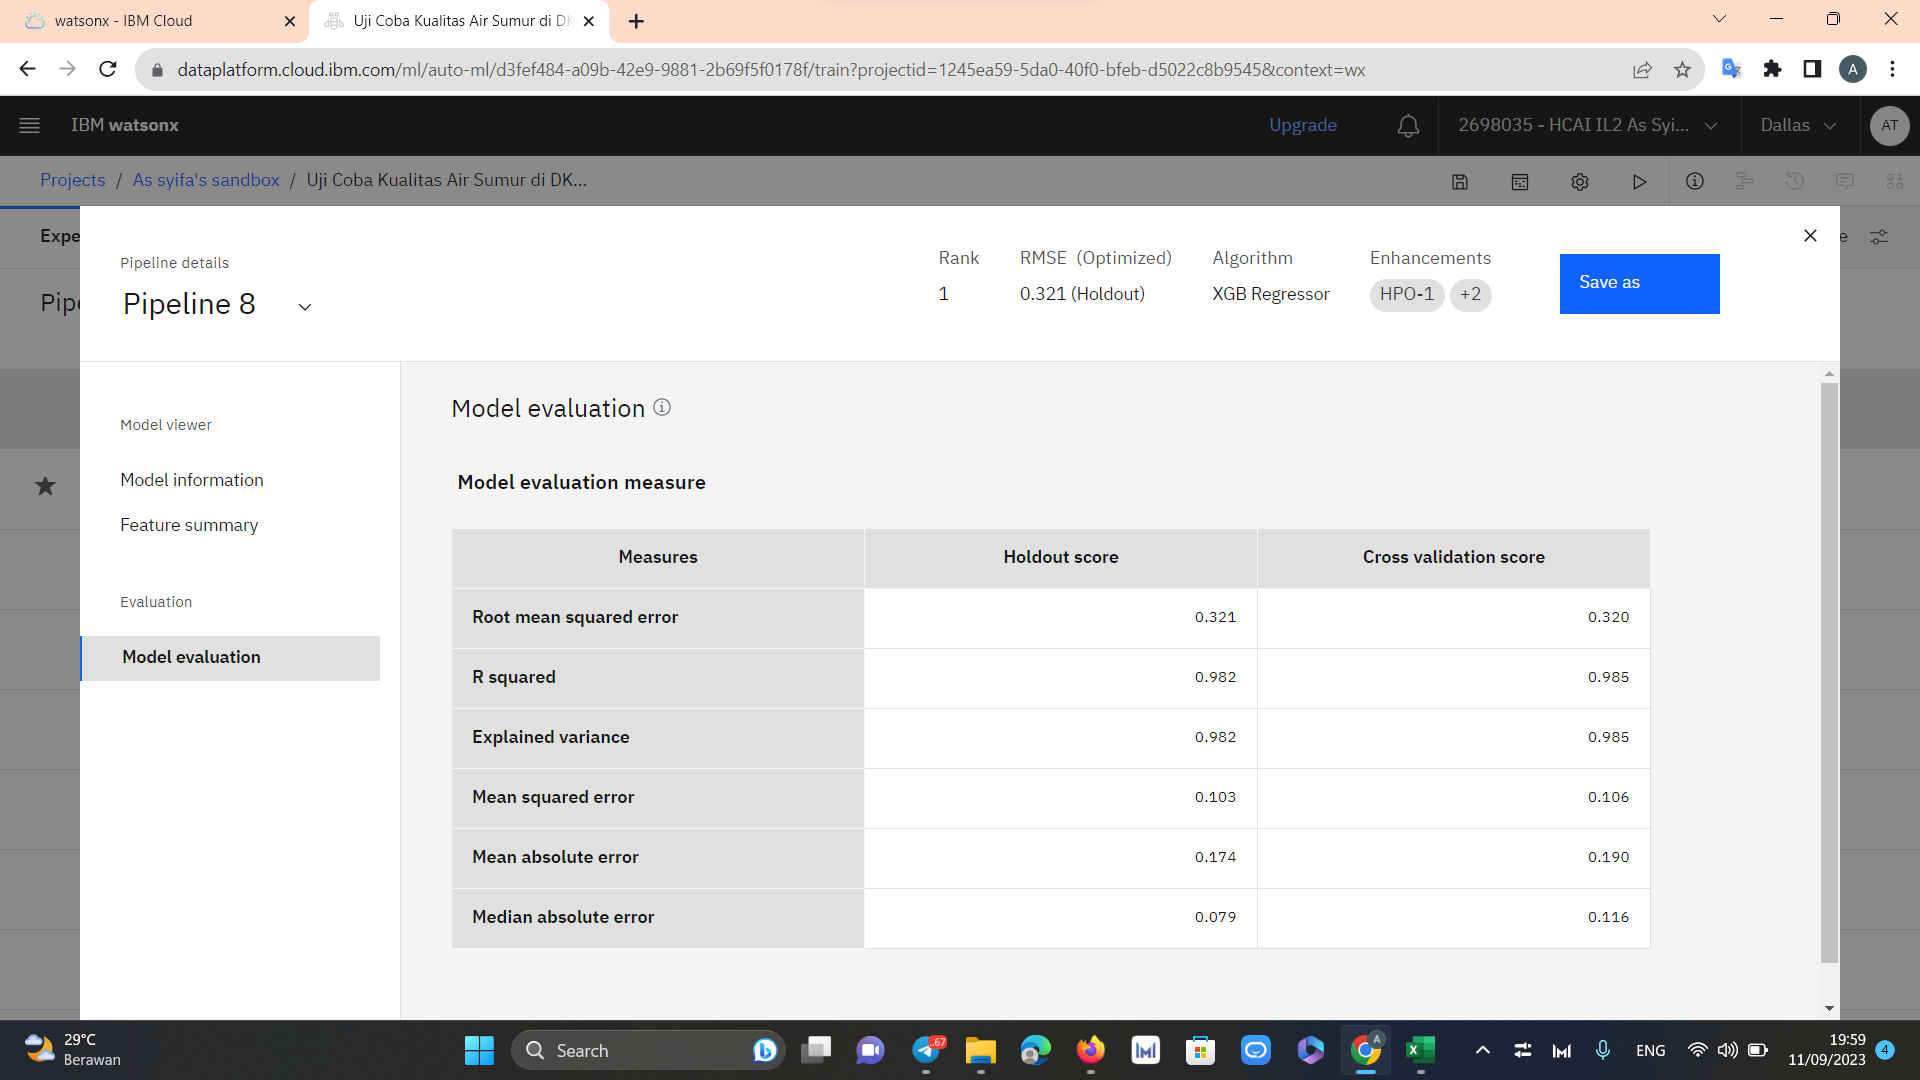 watsonx - IBM Cloud
Uji Coba Kualitas Air Sumur di DK
dataplatform.cloud.ibm.com/ml/auto-ml/d3fef484-a09b-42e9-9881-2b69f5f0178f/train?projectid=1245ea59-5da0-40f0-bfeb-d5022c8b9545&context=wx
A
IBM watsonx
Upgrade
2698035 - HCAI IL2 As Syi...
Dallas
AT
Projects / As syifa's sandbox / Uji Coba Kualitas Air Sumur di DK...
Expe
e
Pipe
Pipeline details
Pipeline 8
Rank
1
RMSE (Optimized)
0.321 (Holdout)
Algorithm
XGB Regressor
Enhancements
HPO-1 +2
Save as
Model viewer
Model information
Feature summary
Evaluation
Model evaluation
Model evaluation
Model evaluation measure
Measures Holdout score Cross validation score
Root mean squared error 0.321 0.320
R squared 0.982 0.985
Explained variance 0.982 0.985
Mean squared error 0.103 0.106
Mean absolute error 0.174 0.190
Median absolute error 0.079 0.116
29°C
Berawan
Search
..67
A
ENG
19:59
11/09/2023
4